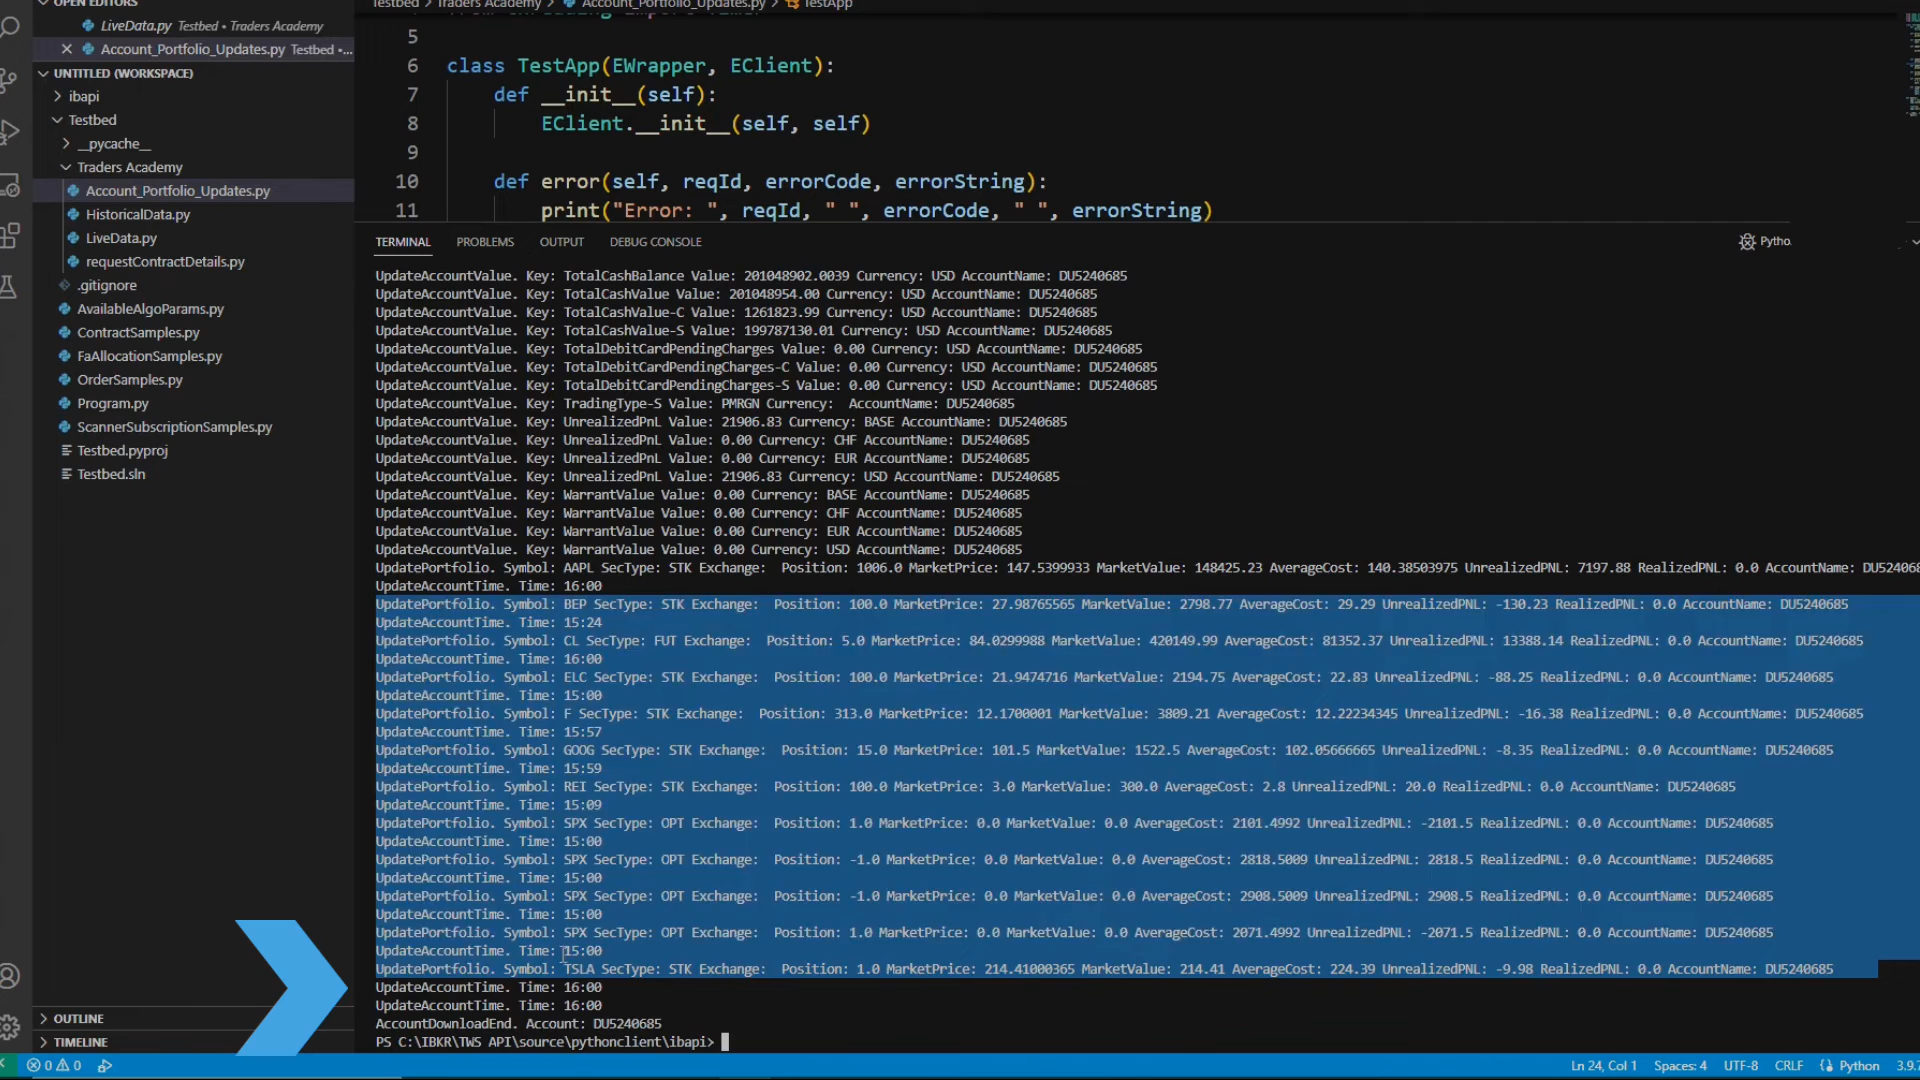 OPEN EDITORS
LiveData.py Testbed • Traders Academy
Account_Portfolio_Updates.py Testbed •...
UNTITLED (WORKSPACE)
ibapi
Testbed
__pycache__
Traders Academy
Account_Portfolio_Updates.py
HistoricalData.py
LiveData.py
requestContractDetails.py
.gitignore
AvailableAlgoParams.py
ContractSamples.py
FaAllocationSamples.py
OrderSamples.py
Program.py
ScannerSubscriptionSamples.py
Testbed.pyproj
Testbed.sln
OUTLINE
TIMELINE
Testbed > Traders Academy > Account_Portfolio_Updates.py > TestApp
5
6 class TestApp(EWrapper, EClient):
7 def __init__(self):
8 EClient.__init__(self, self)
9
10 def error(self, reqId, errorCode, errorString):
11 print("Error: ", reqId, " ", errorCode, " ", errorString)
TERMINAL PROBLEMS OUTPUT DEBUG CONSOLE
UpdateAccountValue. Key: TotalCashBalance Value: 201048902.0039 Currency: USD AccountName: DU5240685
UpdateAccountValue. Key: TotalCashValue Value: 201048954.00 Currency: USD AccountName: DU5240685
UpdateAccountValue. Key: TotalCashValue-C Value: 1261823.99 Currency: USD AccountName: DU5240685
UpdateAccountValue. Key: TotalCashValue-S Value: 199787130.01 Currency: USD AccountName: DU5240685
UpdateAccountValue. Key: TotalDebitCardPendingCharges Value: 0.00 Currency: USD AccountName: DU5240685
UpdateAccountValue. Key: TotalDebitCardPendingCharges-C Value: 0.00 Currency: USD AccountName: DU5240685
UpdateAccountValue. Key: TotalDebitCardPendingCharges-S Value: 0.00 Currency: USD AccountName: DU5240685
UpdateAccountValue. Key: TradingType-S Value: PMRGN Currency:  AccountName: DU5240685
UpdateAccountValue. Key: UnrealizedPnL Value: 21906.83 Currency: BASE AccountName: DU5240685
UpdateAccountValue. Key: UnrealizedPnL Value: 0.00 Currency: CHF AccountName: DU5240685
UpdateAccountValue. Key: UnrealizedPnL Value: 0.00 Currency: EUR AccountName: DU5240685
UpdateAccountValue. Key: UnrealizedPnL Value: 21906.83 Currency: USD AccountName: DU5240685
UpdateAccountValue. Key: WarrantValue Value: 0.00 Currency: BASE AccountName: DU5240685
UpdateAccountValue. Key: WarrantValue Value: 0.00 Currency: CHF AccountName: DU5240685
UpdateAccountValue. Key: WarrantValue Value: 0.00 Currency: EUR AccountName: DU5240685
UpdateAccountValue. Key: WarrantValue Value: 0.00 Currency: USD AccountName: DU5240685
UpdatePortfolio. Symbol: AAPL SecType: STK Exchange:  Position: 1006.0 MarketPrice: 147.5399933 MarketValue: 148425.23 AverageCost: 140.38503975 UnrealizedPNL: 7197.88 RealizedPNL: 0.0 AccountName: DU524068
UpdateAccountTime. Time: 16:00
UpdatePortfolio. Symbol: BEP SecType: STK Exchange:  Position: 100.0 MarketPrice: 27.98765565 MarketValue: 2798.77 AverageCost: 29.29 UnrealizedPNL: -130.23 RealizedPNL: 0.0 AccountName: DU5240685
UpdateAccountTime. Time: 15:24
UpdatePortfolio. Symbol: CL SecType: FUT Exchange:  Position: 5.0 MarketPrice: 84.0299988 MarketValue: 420149.99 AverageCost: 81352.37 UnrealizedPNL: 13388.14 RealizedPNL: 0.0 AccountName: DU5240685
UpdateAccountTime. Time: 16:00
UpdatePortfolio. Symbol: ELC SecType: STK Exchange:  Position: 100.0 MarketPrice: 21.9474716 MarketValue: 2194.75 AverageCost: 22.83 UnrealizedPNL: -88.25 RealizedPNL: 0.0 AccountName: DU5240685
UpdateAccountTime. Time: 15:00
UpdatePortfolio. Symbol: F SecType: STK Exchange:  Position: 313.0 MarketPrice: 12.1700001 MarketValue: 3809.21 AverageCost: 12.22234345 UnrealizedPNL: -16.38 RealizedPNL: 0.0 AccountName: DU5240685
UpdateAccountTime. Time: 15:57
UpdatePortfolio. Symbol: GOOG SecType: STK Exchange:  Position: 15.0 MarketPrice: 101.5 MarketValue: 1522.5 AverageCost: 102.05666665 UnrealizedPNL: -8.35 RealizedPNL: 0.0 AccountName: DU5240685
UpdateAccountTime. Time: 15:59
UpdatePortfolio. Symbol: REI SecType: STK Exchange:  Position: 100.0 MarketPrice: 3.0 MarketValue: 300.0 AverageCost: 2.8 UnrealizedPNL: 20.0 RealizedPNL: 0.0 AccountName: DU5240685
UpdateAccountTime. Time: 15:09
UpdatePortfolio. Symbol: SPX SecType: OPT Exchange:  Position: 1.0 MarketPrice: 0.0 MarketValue: 0.0 AverageCost: 2101.4992 UnrealizedPNL: -2101.5 RealizedPNL: 0.0 AccountName: DU5240685
UpdateAccountTime. Time: 15:00
UpdatePortfolio. Symbol: SPX SecType: OPT Exchange:  Position: -1.0 MarketPrice: 0.0 MarketValue: 0.0 AverageCost: 2818.5009 UnrealizedPNL: 2818.5 RealizedPNL: 0.0 AccountName: DU5240685
UpdateAccountTime. Time: 15:00
UpdatePortfolio. Symbol: SPX SecType: OPT Exchange:  Position: -1.0 MarketPrice: 0.0 MarketValue: 0.0 AverageCost: 2908.5009 UnrealizedPNL: 2908.5 RealizedPNL: 0.0 AccountName: DU5240685
UpdateAccountTime. Time: 15:00
UpdatePortfolio. Symbol: SPX SecType: OPT Exchange:  Position: 1.0 MarketPrice: 0.0 MarketValue: 0.0 AverageCost: 2071.4992 UnrealizedPNL: -2071.5 RealizedPNL: 0.0 AccountName: DU5240685
UpdateAccountTime. Time: 15:00
UpdatePortfolio. Symbol: TSLA SecType: STK Exchange:  Position: 1.0 MarketPrice: 214.41000365 MarketValue: 214.41 AverageCost: 224.39 UnrealizedPNL: -9.98 RealizedPNL: 0.0 AccountName: DU5240685
UpdateAccountTime. Time: 16:00
UpdateAccountTime. Time: 16:00
AccountDownloadEnd. Account: DU5240685
PS C:\IBKR\TWS API\source\pythonclient\ibapi>
Pytho
0 0
Ln 24, Col 1 Spaces: 4 UTF-8 CRLF Python 3.9.